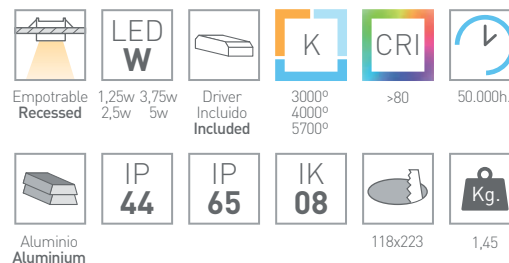 LED
W
K
CRI
Empotrable
Recessed
1,25w 3,75w
2,5w 5w
Driver
Incluido
Included
3000º
4000º
5700º
>80
50.000h.
IP
44
IP
65
IK
08
Kg.
Aluminio
Aluminium
118x223
1,45